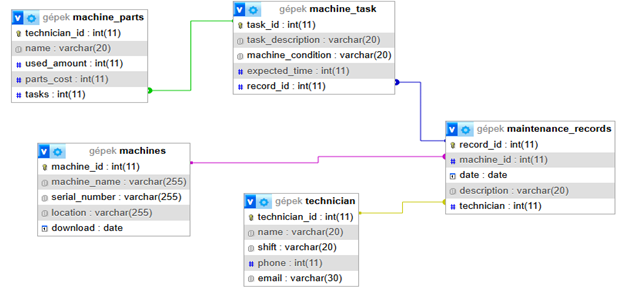 gépek machine_parts
technician_id : int(11)
name : varchar(20)
used_amount : int(11)
parts_cost : int(11)
tasks : int(11)
gépek machine_task
task_id : int(11)
task_description : varchar(20)
machine_condition : varchar(20)
expected_time : int(11)
record_id : int(11)
gépek maintenance_records
record_id : int(11)
machine_id : int(11)
date : date
description : varchar(20)
technician : int(11)
gépek machines
machine_id : int(11)
machine_name : varchar(255)
serial_number : varchar(255)
location : varchar(255)
download : date
gépek technician
technician_id : int(11)
name : varchar(20)
shift : varchar(20)
phone : int(11)
email : varchar(30)